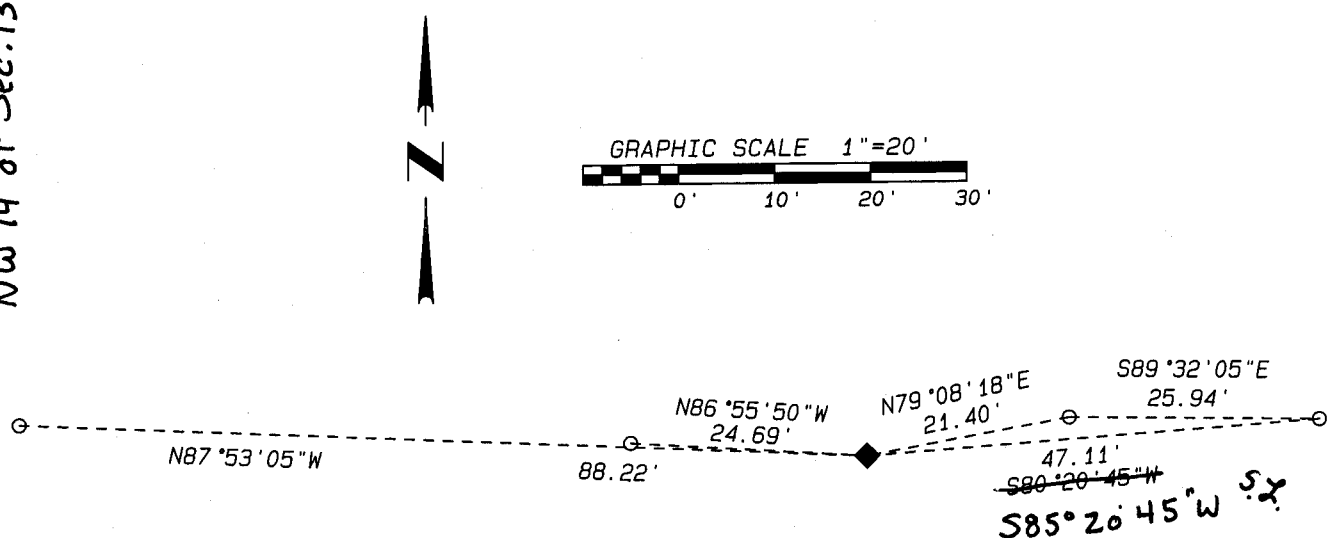 NW 1/4 of Sec. 13
N
GRAPHIC SCALE 1"=20'
0' 10' 20' 30'
S89°32'05"E
25.94'
N79°08'18"E
21.40'
N86°55'50"W
24.69'
N87°53'05"W
88.22'
47.11'
S80°20'45"W
S85°20'45"W